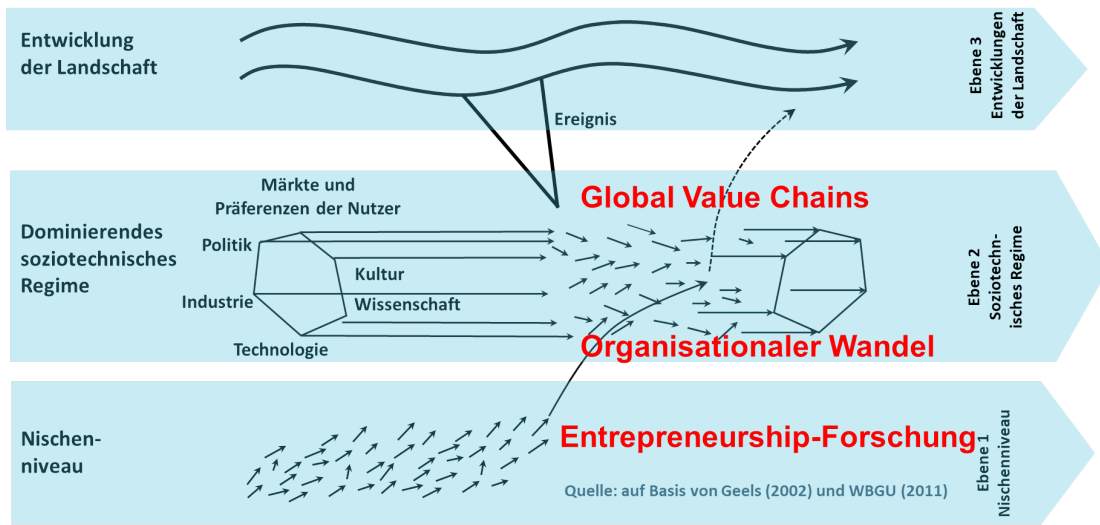 Entwicklung
der Landschaft
Ereignis
Ebene 3
Entwicklungen
der Landschaft
Märkte und
Präferenzen der Nutzer
Global Value Chains
Dominierendes
soziotechnisches
Regime
Politik
Kultur
Industrie
Wissenschaft
Technologie
Organisationaler Wandel
Ebene 2
Soziotechn-
isches Regime
Nischen-
niveau
Entrepreneurship-Forschung
Ebene 1
Nischenniveau
Quelle: auf Basis von Geels (2002) und WBGU (2011)